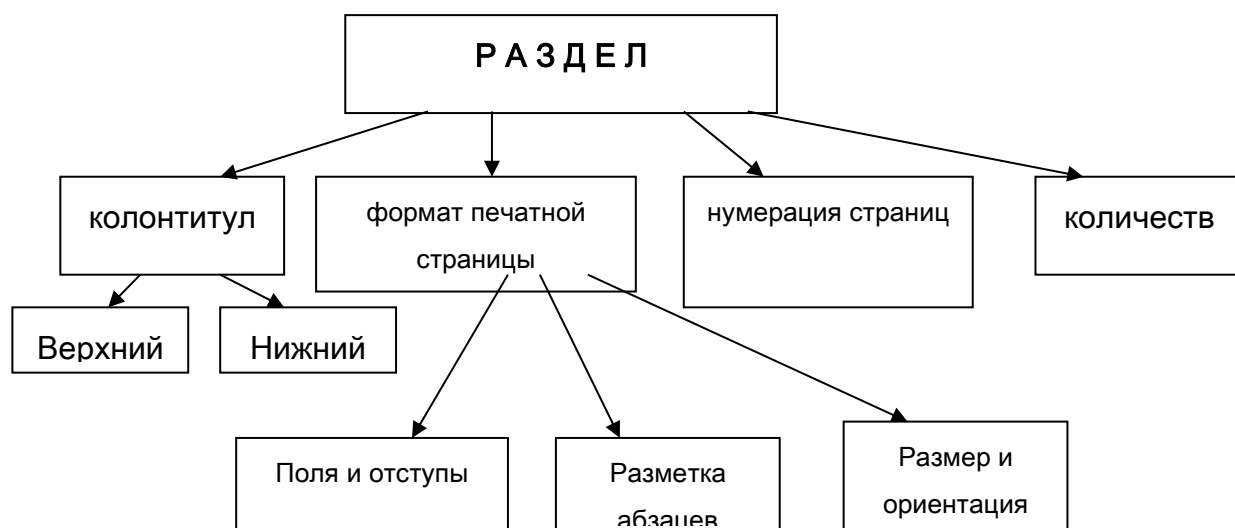 Р А З Д Е Л
колонтитул
формат печатной
страницы
нумерация страниц
количеств
Верхний
Нижний
Поля и отступы
Разметка
абзацев
Размер и
ориентация